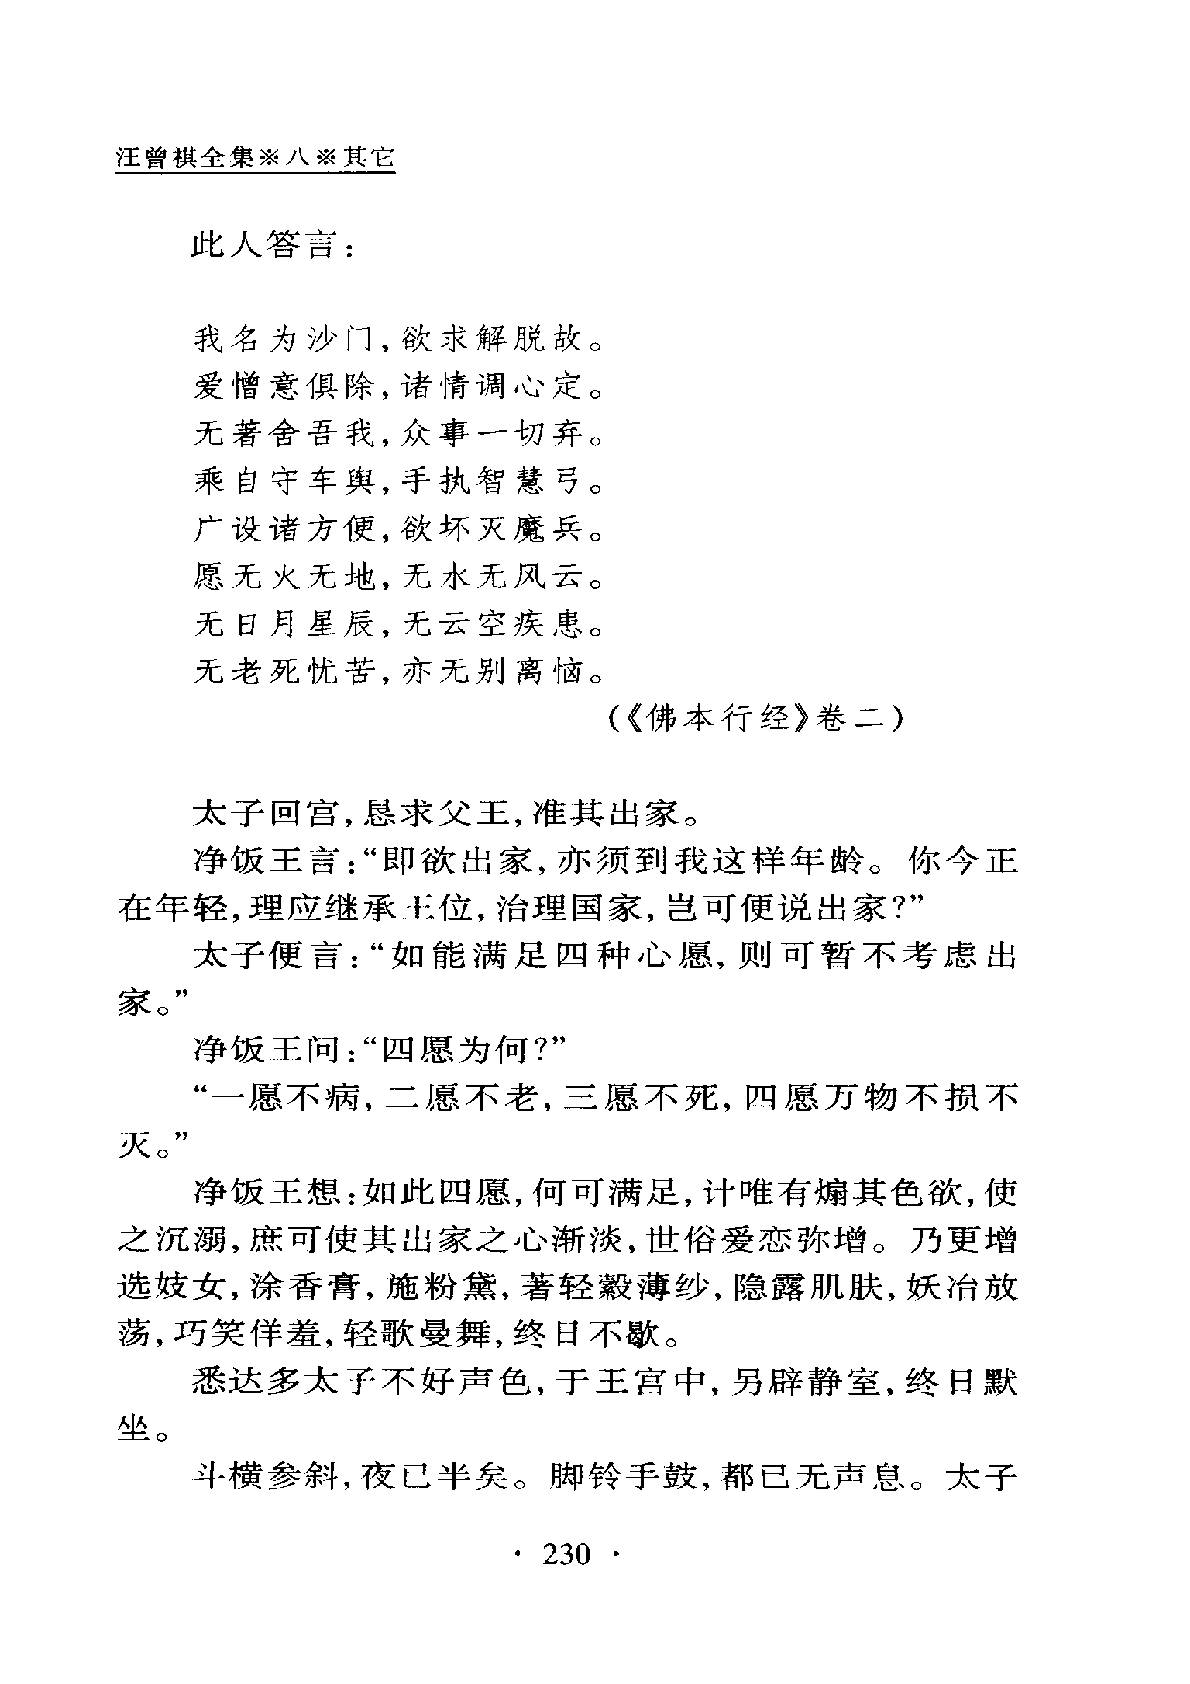 汪曾祺全集※八※其它
此人答言：
我名为沙门，欲求解脱故。
爱憎意俱除，诸情调心定。
无著舍吾我，众事一切弃。
乘自守车舆，手执智慧弓。
广设诸方便，欲坏灭魔兵。
愿无火无地，无水无风云。
无日月星辰，无云空疾患。
无老死忧苦，亦无别离恼。
（《佛本行经》卷二）
太子回宫，恳求父王，准其出家。
净饭王言：“即欲出家，亦须到我这样年龄。你今正
在年轻，理应继承王位，治理国家，岂可便说出家？”
太子便言：“如能满足四种心愿，则可暂不考虑出
家。”
净饭王问：“四愿为何？”
“一愿不病，二愿不老，三愿不死，四愿万物不损不
灭。”
净饭王想：如此四愿，何可满足，计唯有煽其色欲，使
之沉溺，庶可使其出家之心渐淡，世俗爱恋弥增。乃更增
选妓女，涂香膏，施粉黛，著轻縠薄纱，隐露肌肤，妖冶放
荡，巧笑佯羞，轻歌曼舞，终日不歇。
悉达多太子不好声色，于王宫中，另辟静室，终日默
坐。
斗横参斜，夜已半矣。脚铃手鼓，都已无声息。太子
· 230 ·